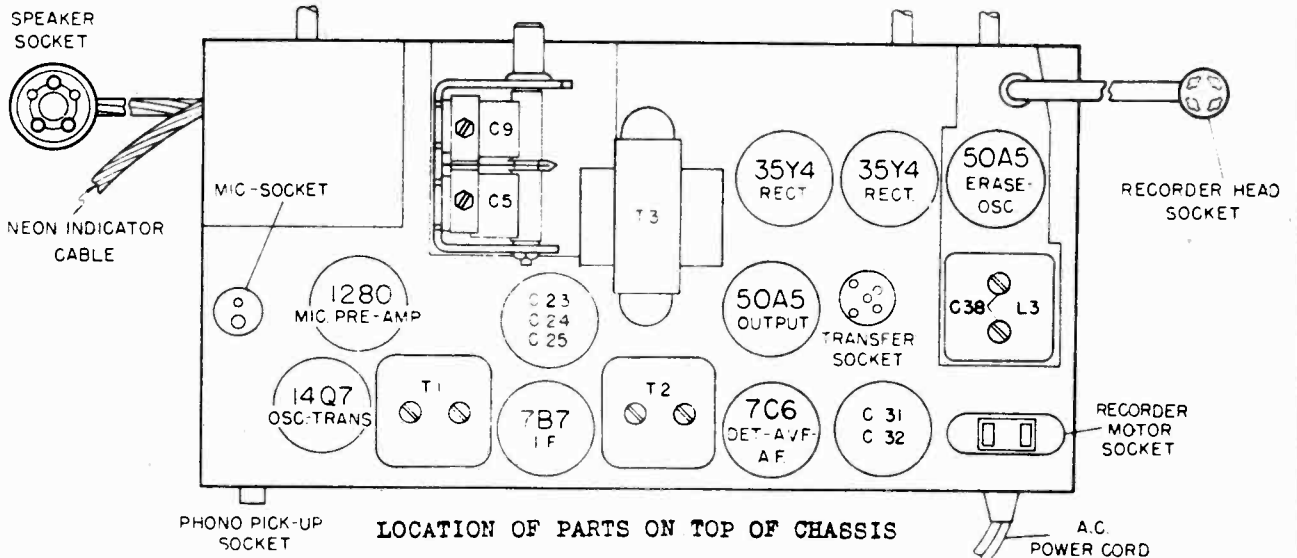 SPEAKER
SOCKET
NEON INDICATOR
CABLE
MIC-SOCKET
C9
C5
T3
35Y4
RECT
35Y4
RECT.
50A5
ERASE-
OSC
RECORDER HEAD
SOCKET
1280
MIC. PRE-AMP
C23
C24
C25
50A5
OUTPUT
TRANSFER
SOCKET
C38
L3
14Q7
OSC-TRANS
T1
7B7
I.F
T2
7C6
DET-AVF-
A.F.
C 31
C 32
RECORDER
MOTOR
SOCKET
PHONO PICK-UP
SOCKET
LOCATION OF PARTS ON TOP OF CHASSIS
A.C.
POWER CORD